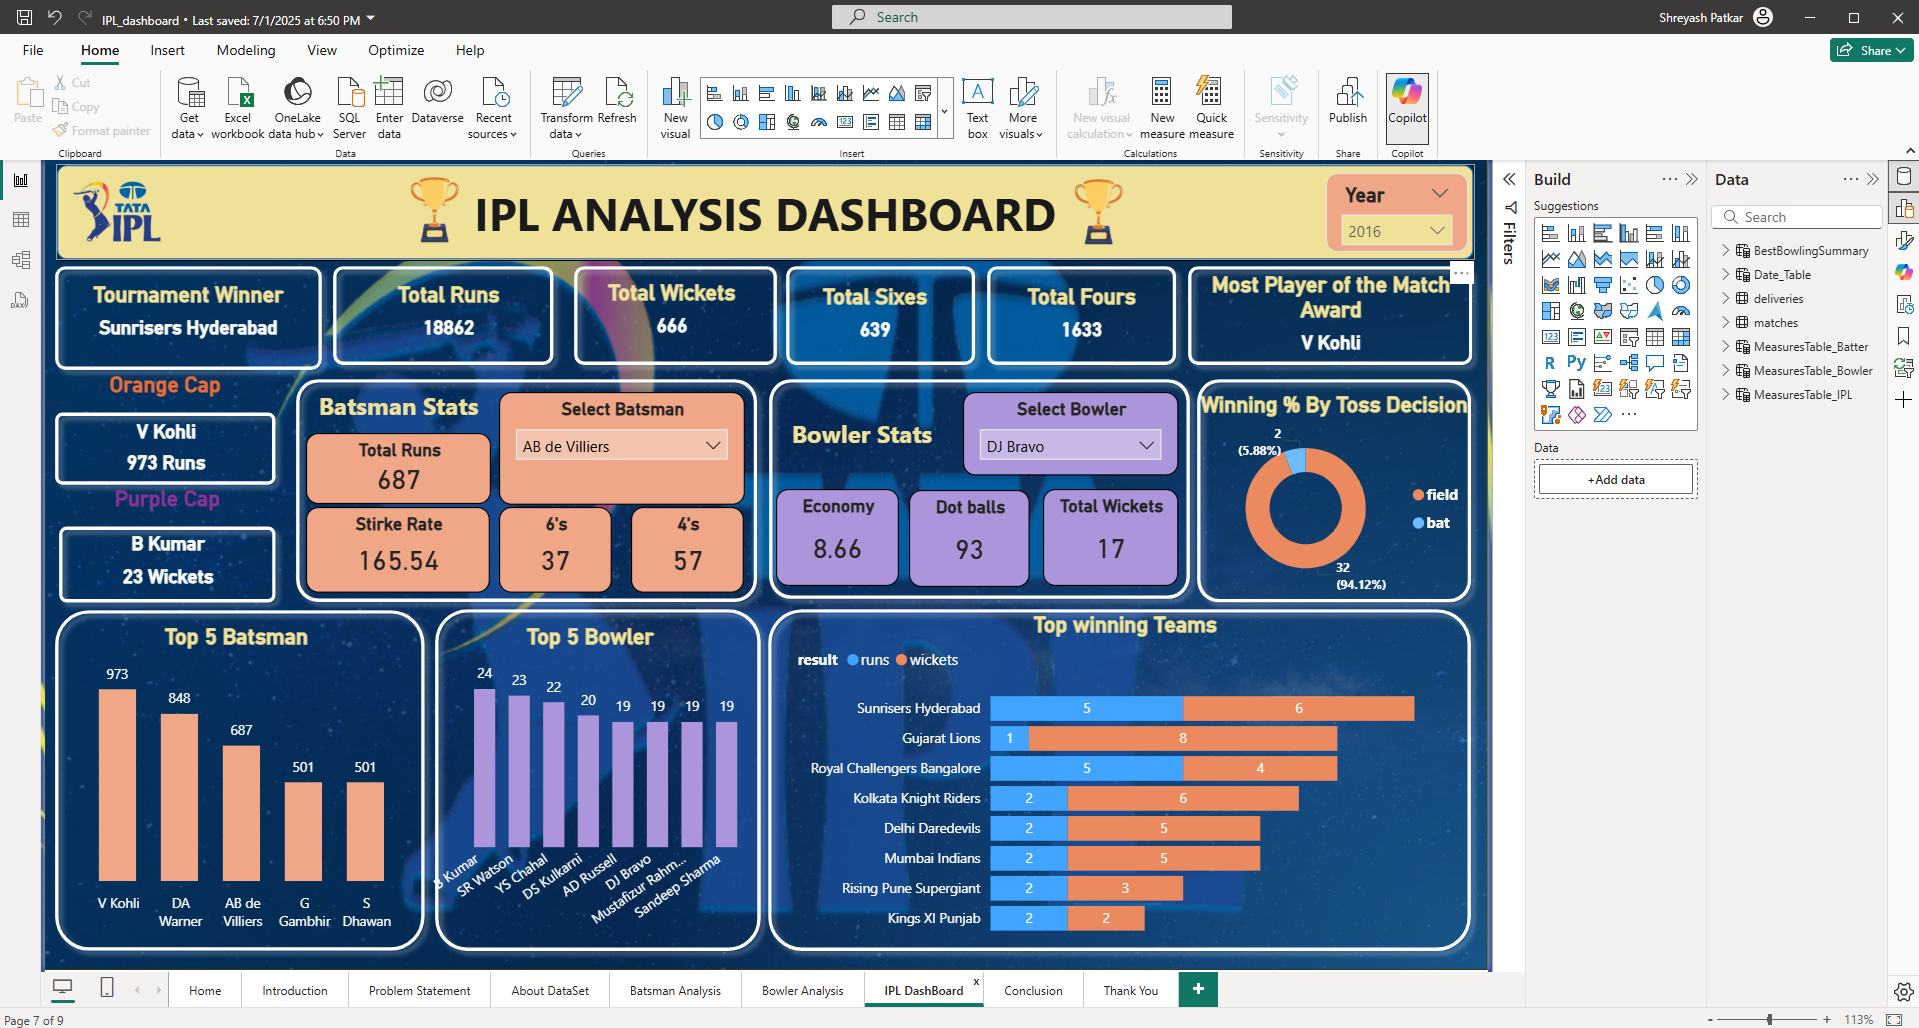 IPL_dashboard • Last saved: 7/1/2025 at 6:50 PM
Search
Shreyash Patkar
File
Home
Insert
Modeling
View
Optimize
Help
Share
Paste
Cut
Copy
Format painter
Clipboard
Get data
Excel workbook
OneLake data hub
SQL Server
Enter data
Dataverse
Recent sources
Data
Transform data
Refresh
Queries
New visual
Text box
More visuals
Insert
New visual calculation
New measure
Quick measure
Calculations
Sensitivity
Sensitivity
Publish
Share
Copilot
Copilot
TATA
IPL
IPL ANALYSIS DASHBOARD
Year
2016
Tournament Winner
Sunrisers Hyderabad
Total Runs
18862
Total Wickets
666
Total Sixes
639
Total Fours
1633
Most Player of the Match
Award
V Kohli
Orange Cap
V Kohli
973 Runs
Purple Cap
B Kumar
23 Wickets
Batsman Stats
Select Batsman
AB de Villiers
Total Runs
687
Stirke Rate
165.54
6's
37
4's
57
Bowler Stats
Select Bowler
DJ Bravo
Economy
8.66
Dot balls
93
Total Wickets
17
Winning % By Toss Decision
2
(5.88%)
32
(94.12%)
field
bat
Top 5 Batsman
973
848
687
501
501
V Kohli
DA Warner
AB de Villiers
G Gambhir
S Dhawan
Top 5 Bowler
24
23
22
20
19
19
19
19
B Kumar
SR Watson
YS Chahal
DS Kulkarni
AD Russell
DJ Bravo
Mustafizur Rahm...
Sandeep Sharma
Top winning Teams
result runs wickets
Sunrisers Hyderabad 5 6
Gujarat Lions 1 8
Royal Challengers Bangalore 5 4
Kolkata Knight Riders 2 6
Delhi Daredevils 2 5
Mumbai Indians 2 5
Rising Pune Supergiant 2 3
Kings XI Punjab 2 2
Filters
Build
Suggestions
R
Py
123
Data
+Add data
Data
Search
BestBowlingSummary
Date_Table
deliveries
matches
MeasuresTable_Batter
MeasuresTable_Bowler
MeasuresTable_IPL
DAX
Home
Introduction
Problem Statement
About DataSet
Batsman Analysis
Bowler Analysis
IPL DashBoard
x
Conclusion
Thank You
+
Page 7 of 9
- + 113%